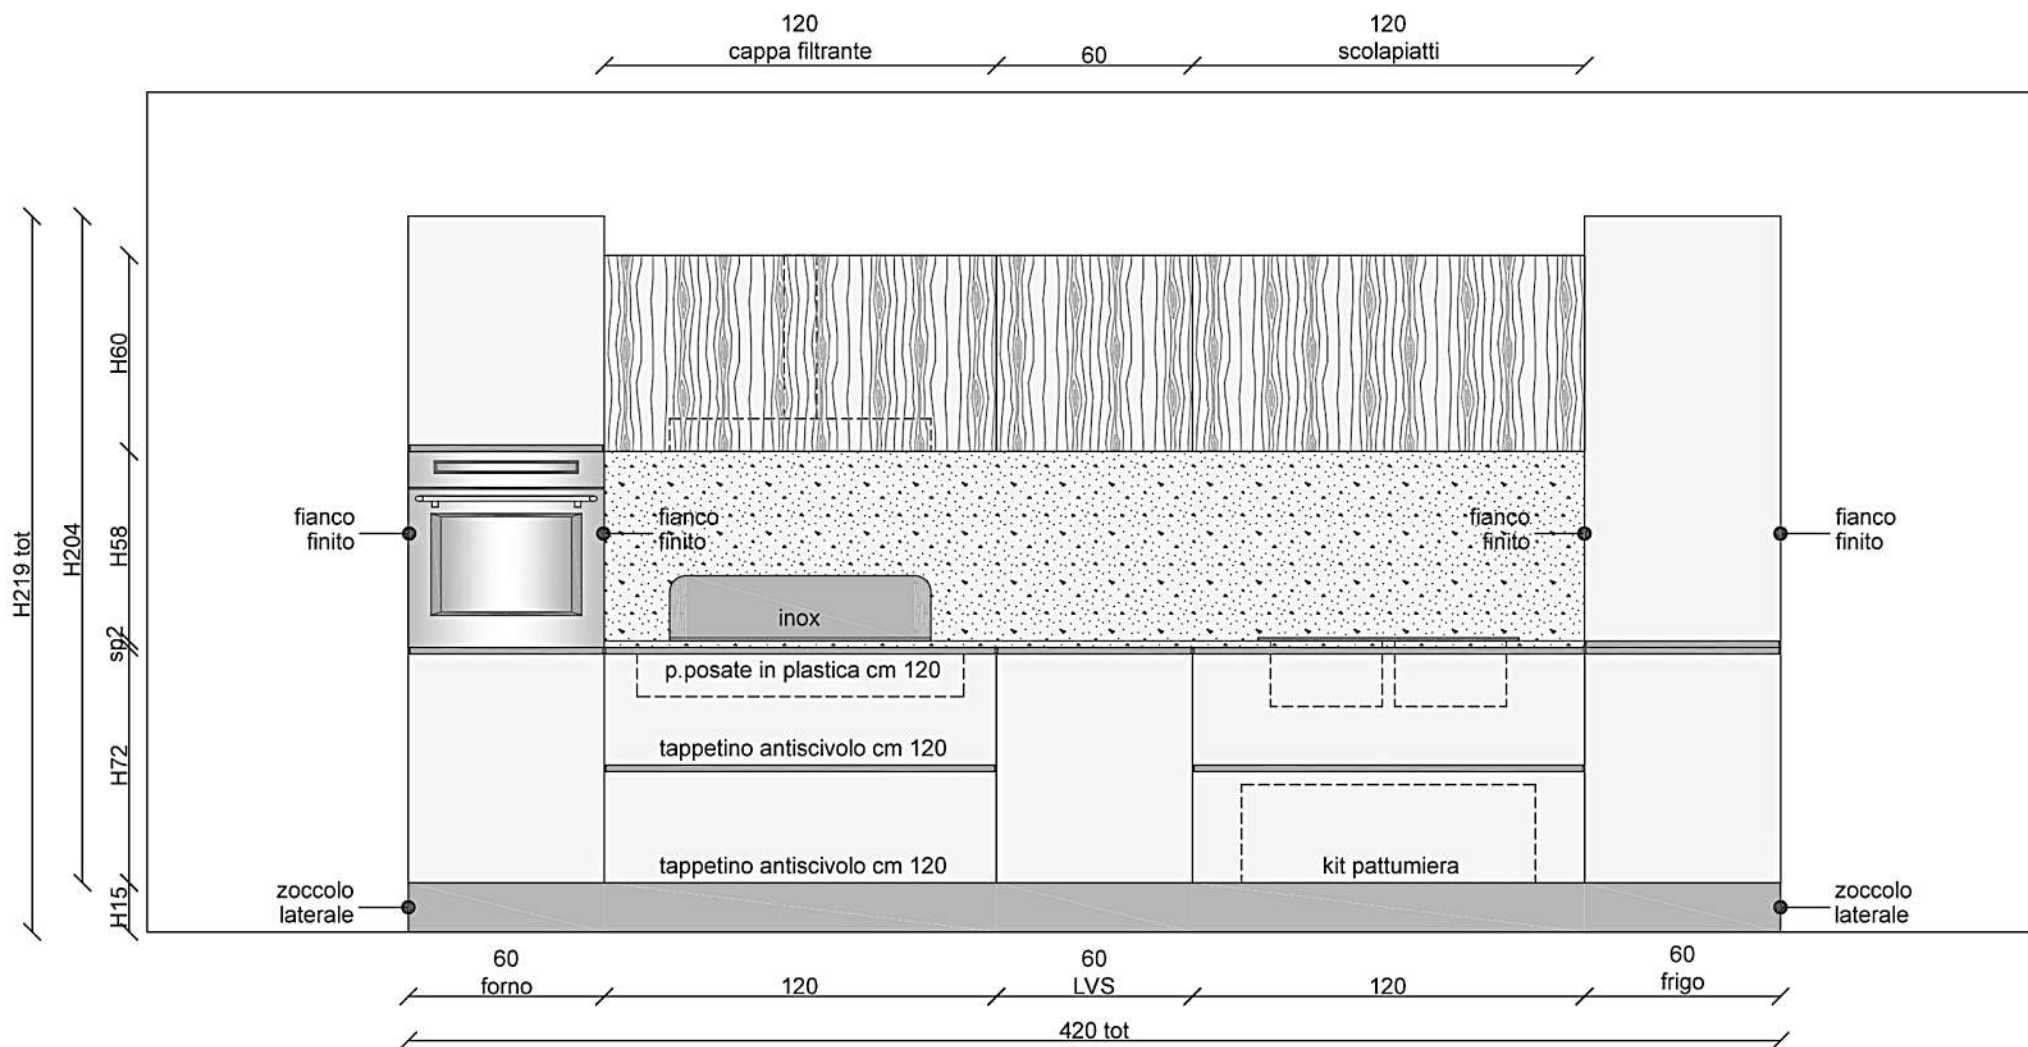 120
cappa filtrante
60
120
scolapiatti
H219 tot
H204
H60
H58
sp2
H72
H15
fianco
finito
fianco
finito
fianco
finito
fianco
finito
inox
p.posate in plastica cm 120
tappetino antiscivolo cm 120
tappetino antiscivolo cm 120
kit pattumiera
zoccolo
laterale
zoccolo
laterale
60
forno
120
60
LVS
120
60
frigo
420 tot